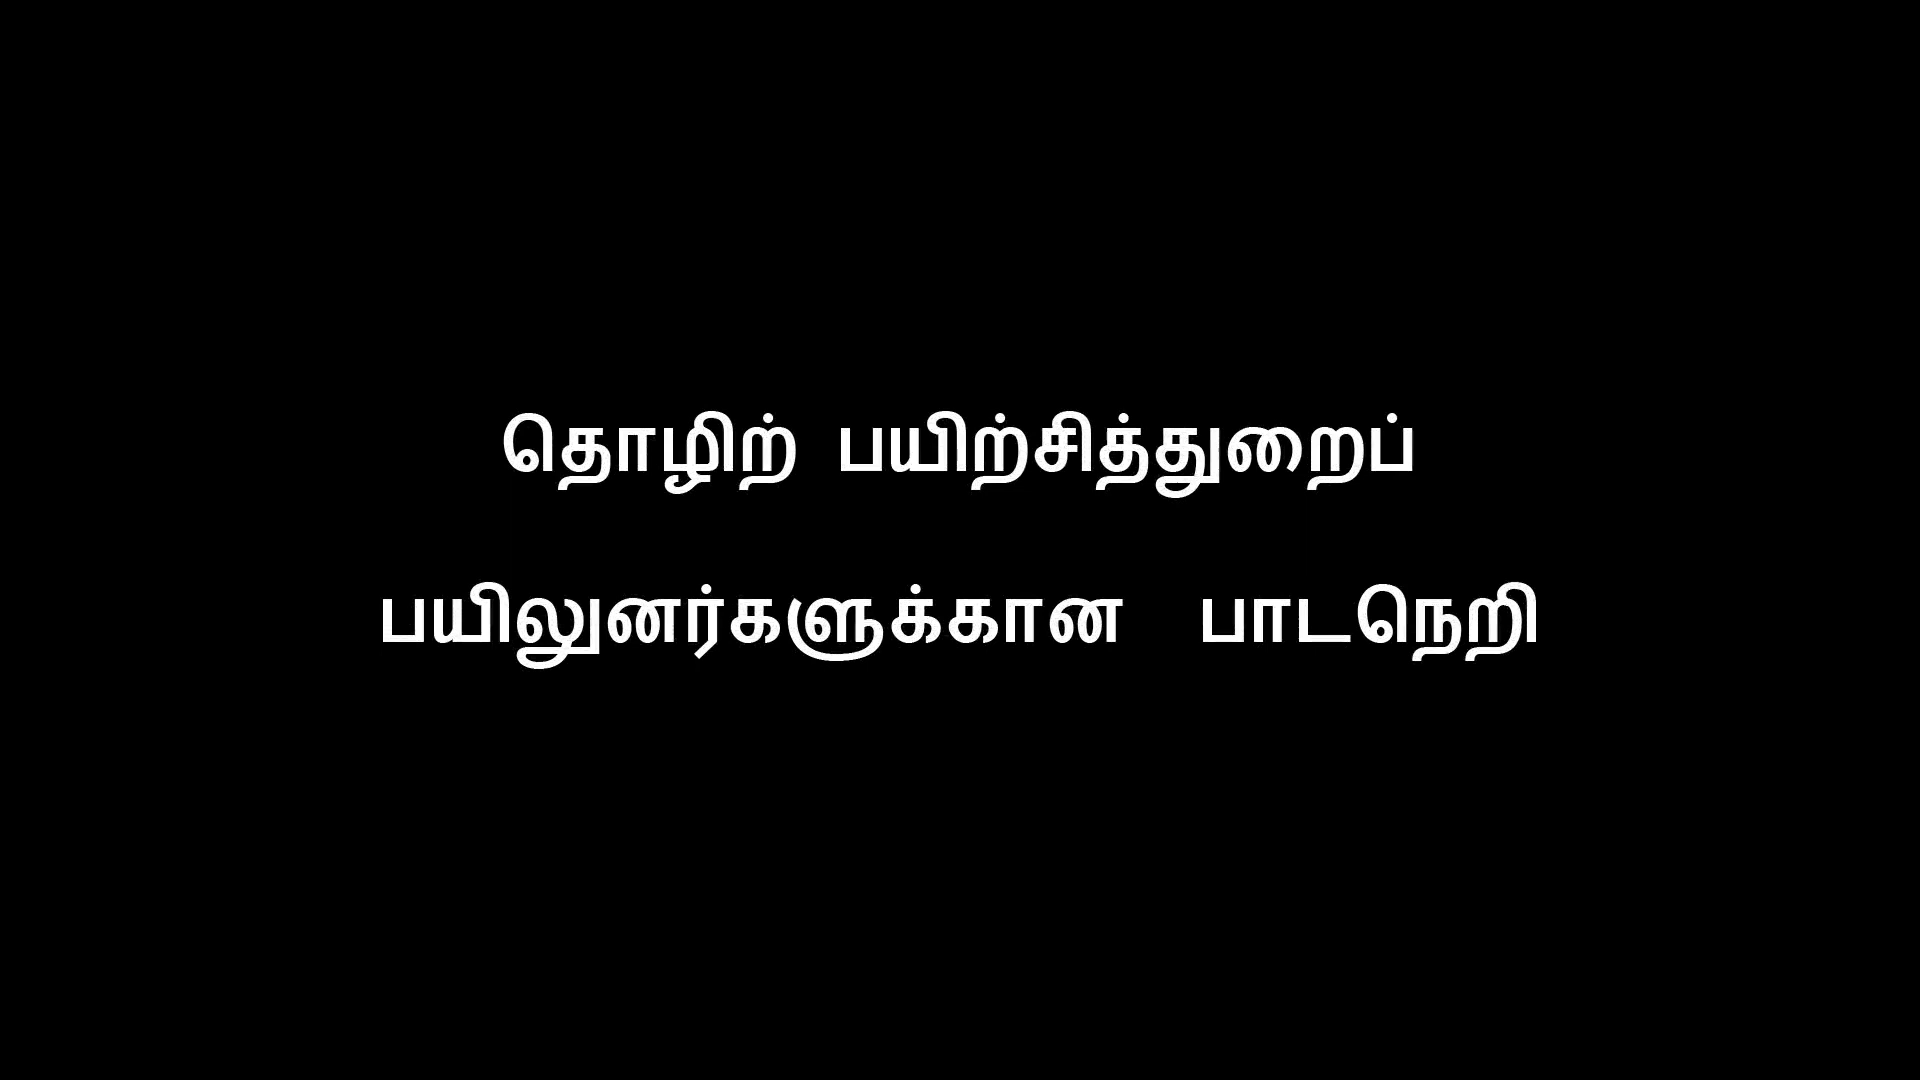 தொழிற் பயிற்சித்துறைப்
பயிலுனர்களுக்கான பாடநெறி